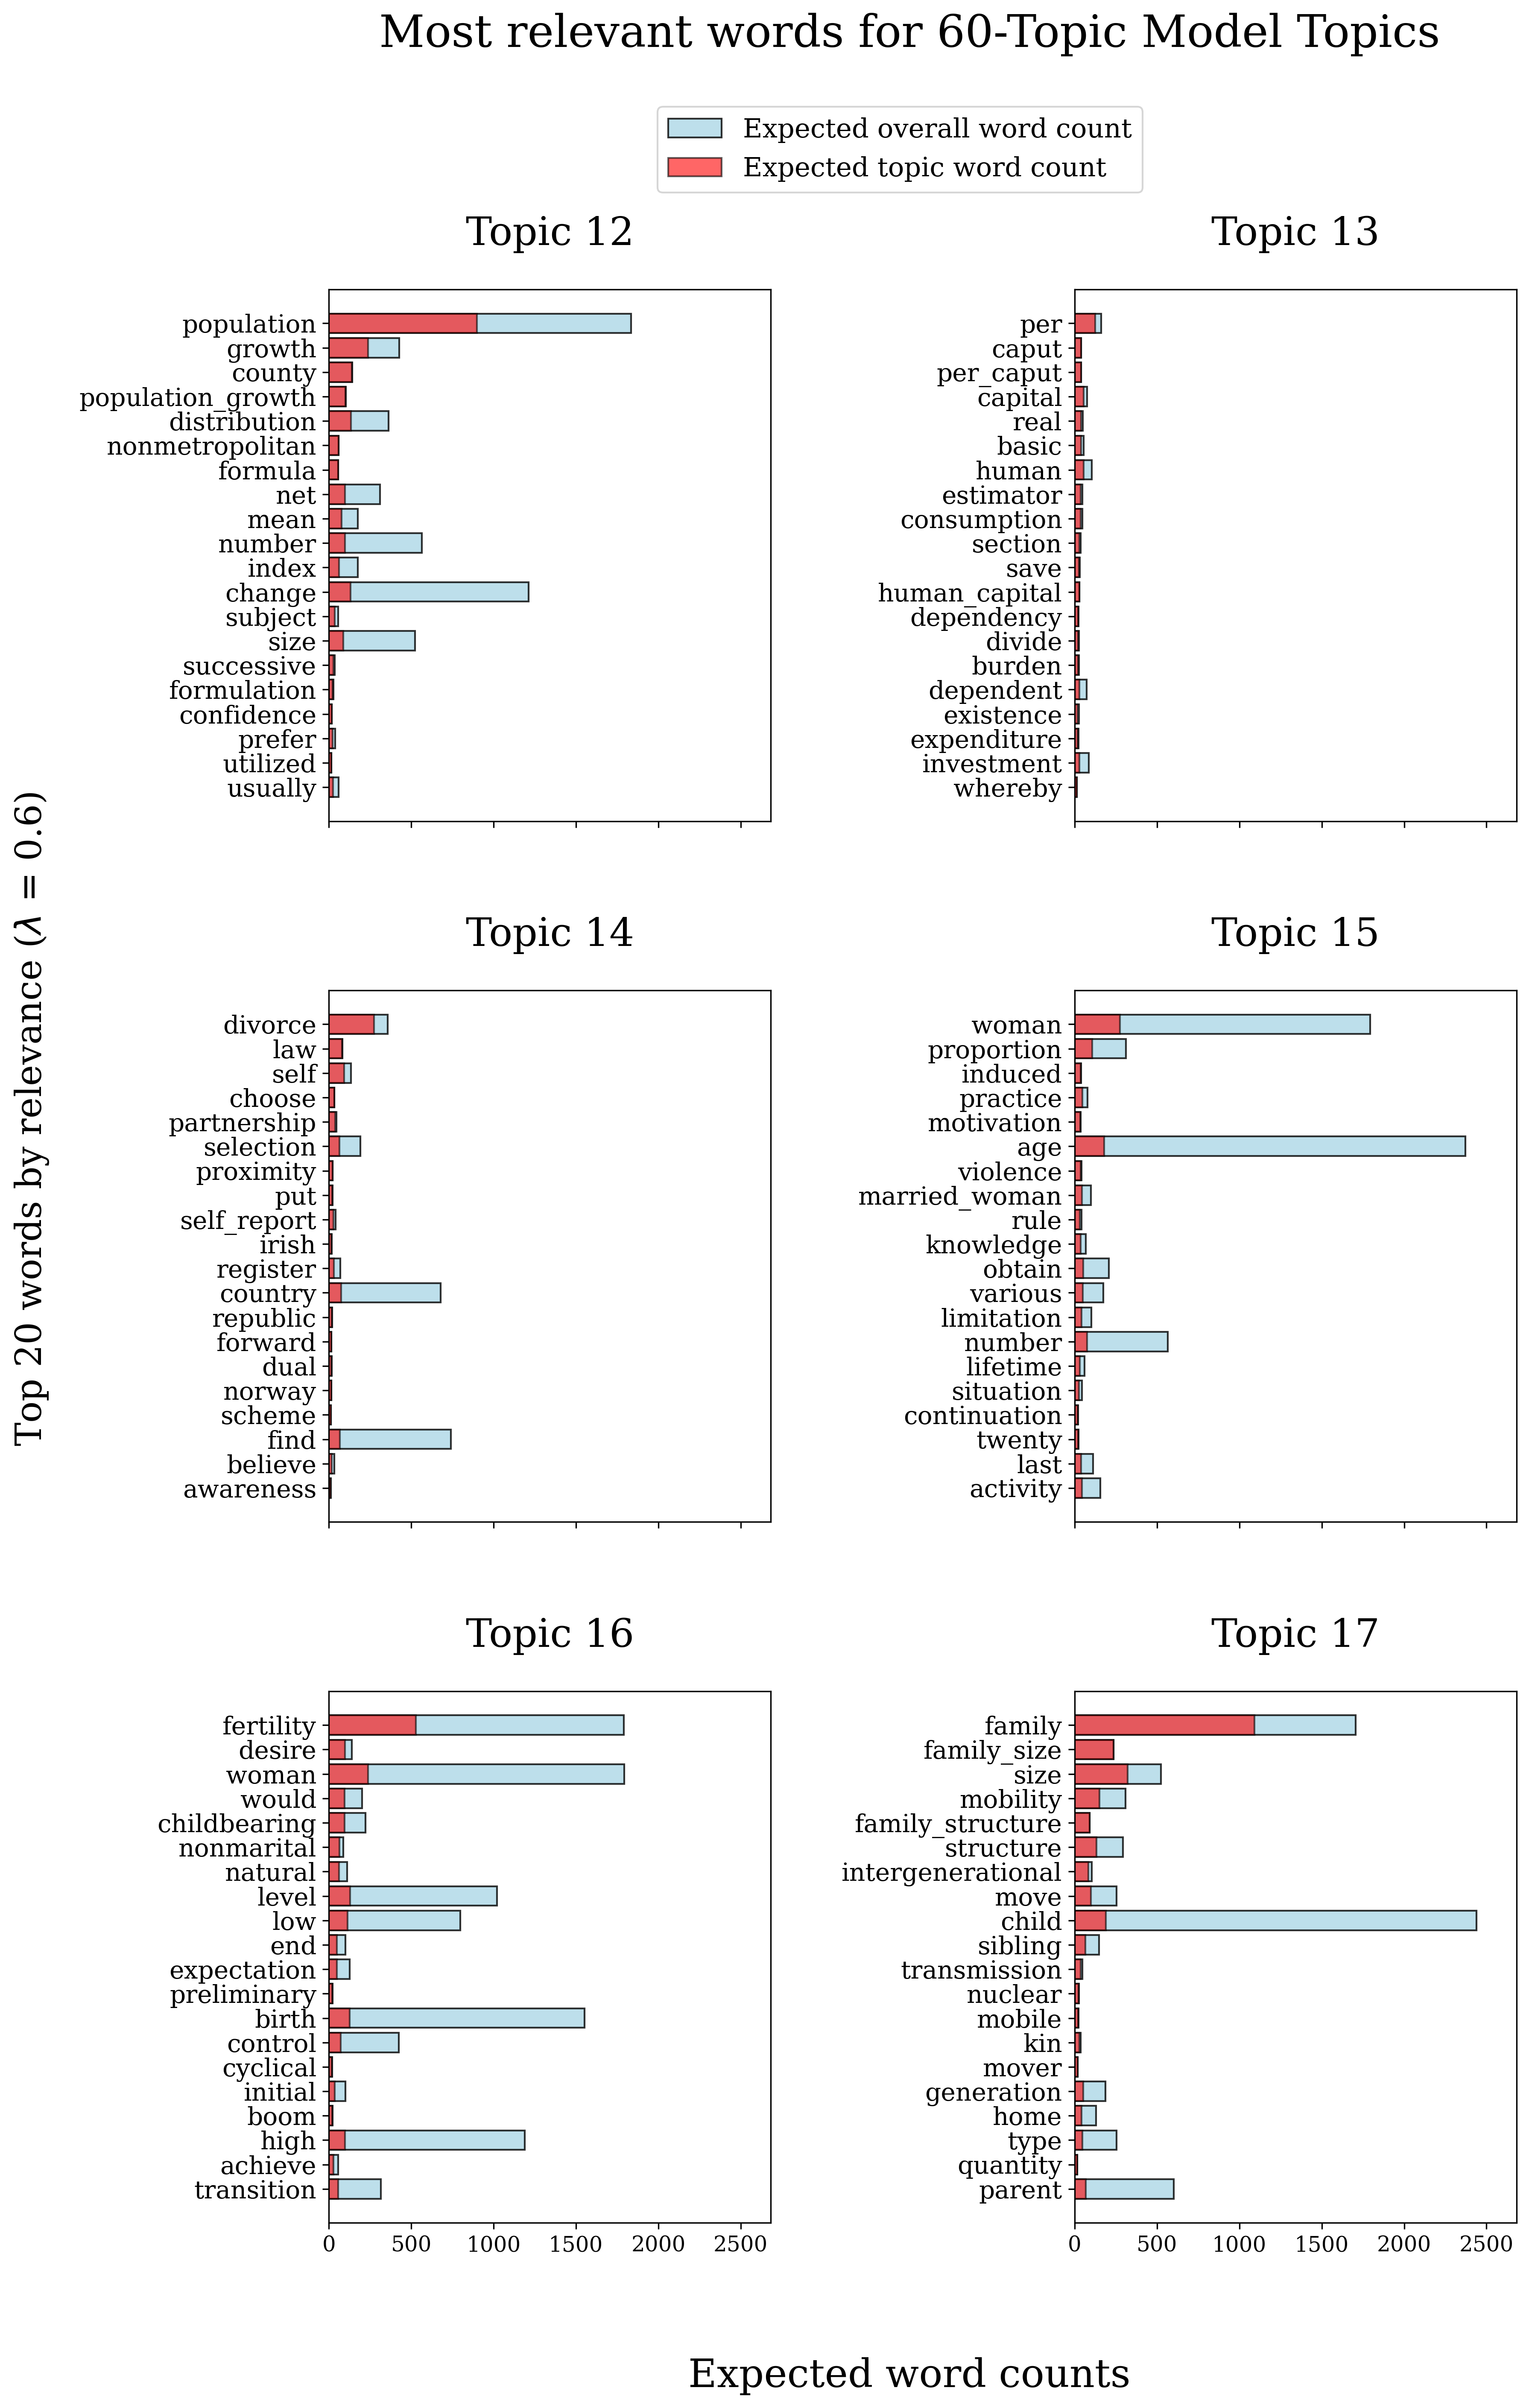 Most relevant words for 60-Topic Model Topics
Expected overall word count
Expected topic word count
Top 20 words by relevance (λ = 0.6)
Topic 12
population
growth
county
population_growth
distribution
nonmetropolitan
formula
net
mean
number
index
change
subject
size
successive
formulation
confidence
prefer
utilized
usually
Topic 13
per
caput
per_caput
capital
real
basic
human
estimator
consumption
section
save
human_capital
dependency
divide
burden
dependent
existence
expenditure
investment
whereby
Topic 14
divorce
law
self
choose
partnership
selection
proximity
put
self_report
irish
register
country
republic
forward
dual
norway
scheme
find
believe
awareness
Topic 15
woman
proportion
induced
practice
motivation
age
violence
married_woman
rule
knowledge
obtain
various
limitation
number
lifetime
situation
continuation
twenty
last
activity
Topic 16
fertility
desire
woman
would
childbearing
nonmarital
natural
level
low
end
expectation
preliminary
birth
control
cyclical
initial
boom
high
achieve
transition
0 500 1000 1500 2000 2500
Topic 17
family
family_size
size
mobility
family_structure
structure
intergenerational
move
child
sibling
transmission
nuclear
mobile
kin
mover
generation
home
type
quantity
parent
0 500 1000 1500 2000 2500
Expected word counts